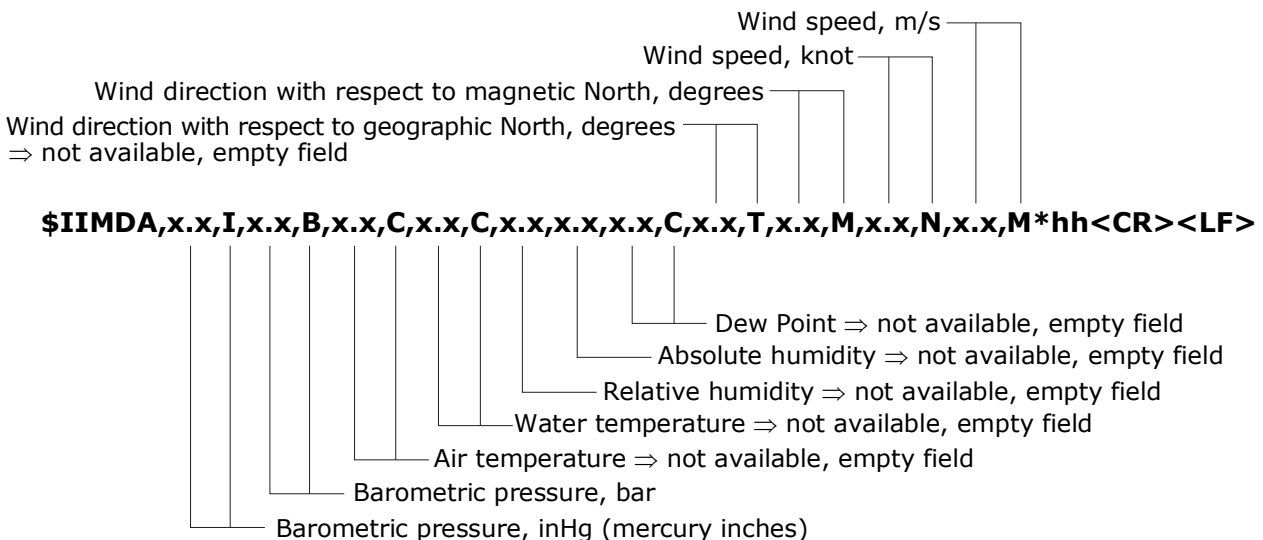 Wind speed, m/s
Wind speed, knot
Wind direction with respect to magnetic North, degrees
Wind direction with respect to geographic North, degrees
⇒ not available, empty field
$IIMDA,x.x,I,x.x,B,x.x,C,x.x,C,x.x,x.x,x.x,C,x.x,T,x.x,M,x.x,N,x.x,M*hh<CR><LF>
Dew Point ⇒ not available, empty field
Absolute humidity ⇒ not available, empty field
Relative humidity ⇒ not available, empty field
Water temperature ⇒ not available, empty field
Air temperature ⇒ not available, empty field
Barometric pressure, bar
Barometric pressure, inHg (mercury inches)